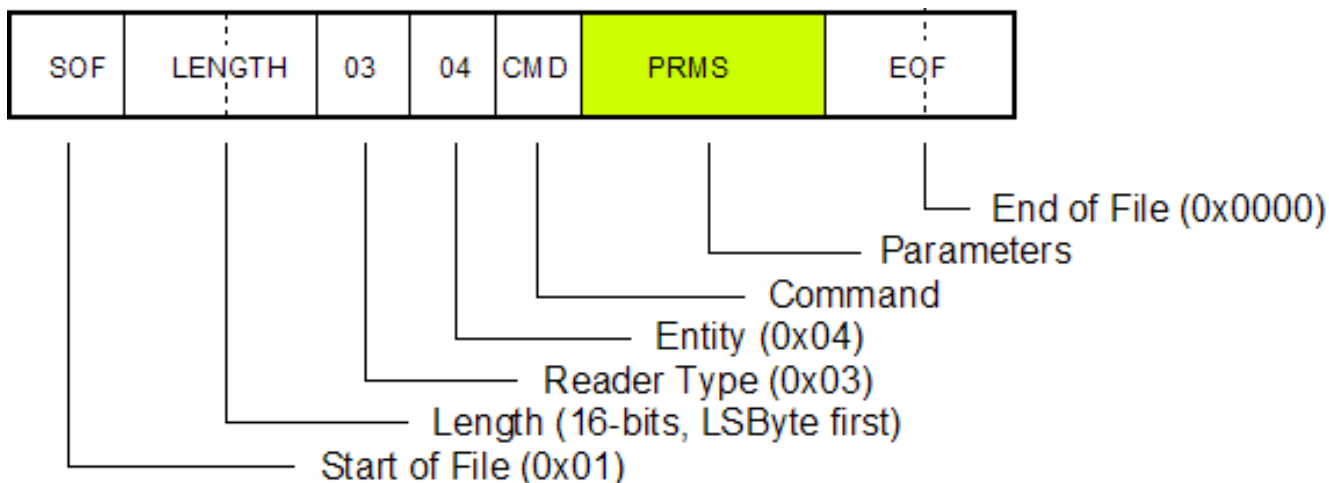 SOF LENGTH 03 04 CMD PRMS EOF
End of File (0x0000)
Parameters
Command
Entity (0x04)
Reader Type (0x03)
Length (16-bits, LSByte first)
Start of File (0x01)